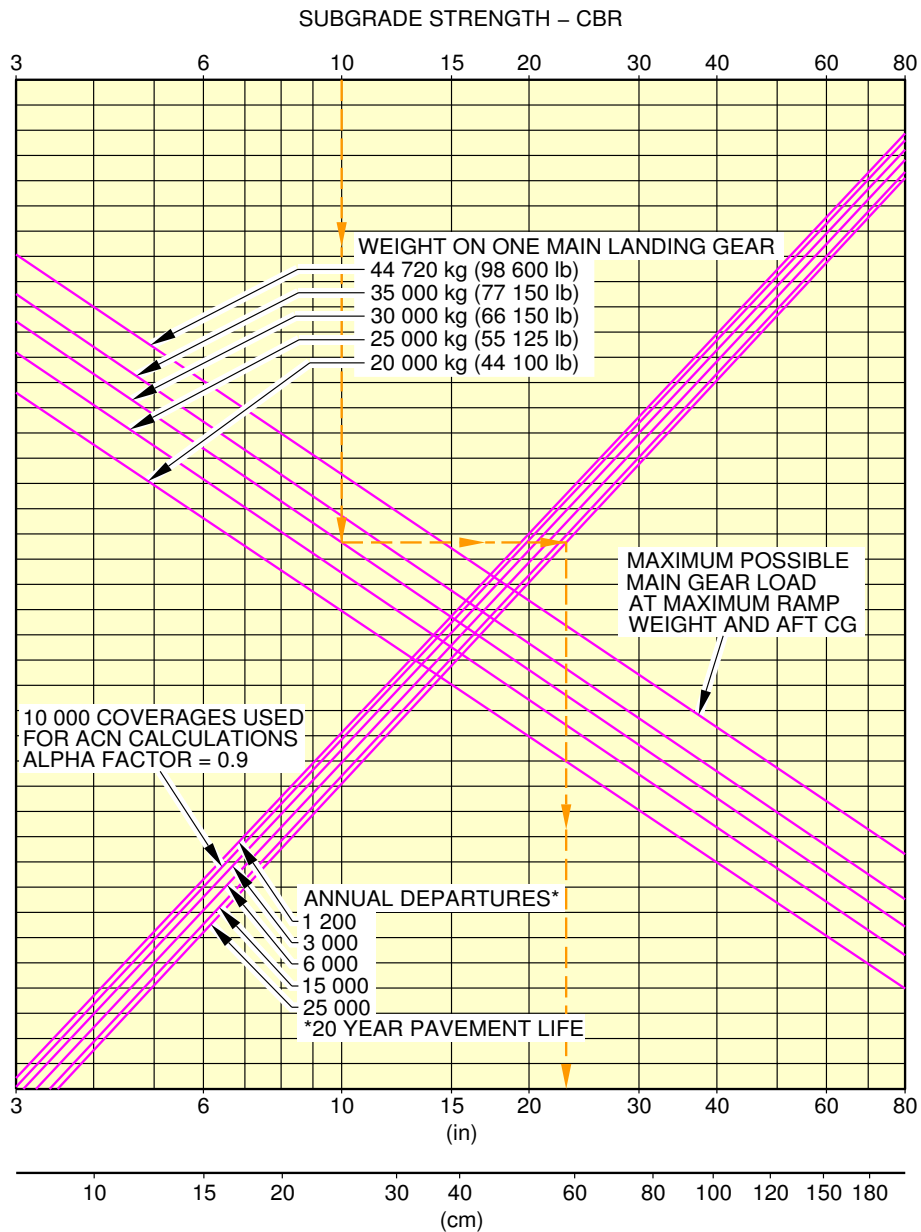 SUBGRADE STRENGTH – CBR
3 6 10 15 20 30 40 60 80
WEIGHT ON ONE MAIN LANDING GEAR
44 720 kg (98 600 lb)
35 000 kg (77 150 lb)
30 000 kg (66 150 lb)
25 000 kg (55 125 lb)
20 000 kg (44 100 lb)
MAXIMUM POSSIBLE
MAIN GEAR LOAD
AT MAXIMUM RAMP
WEIGHT AND AFT CG
10 000 COVERAGES USED
FOR ACN CALCULATIONS
ALPHA FACTOR = 0.9
ANNUAL DEPARTURES*
1 200
3 000
6 000
15 000
25 000
*20 YEAR PAVEMENT LIFE
3 6 10 15 20 30 40 60 80
(in)
10 15 20 30 40 60 80 100 120 150 180
(cm)